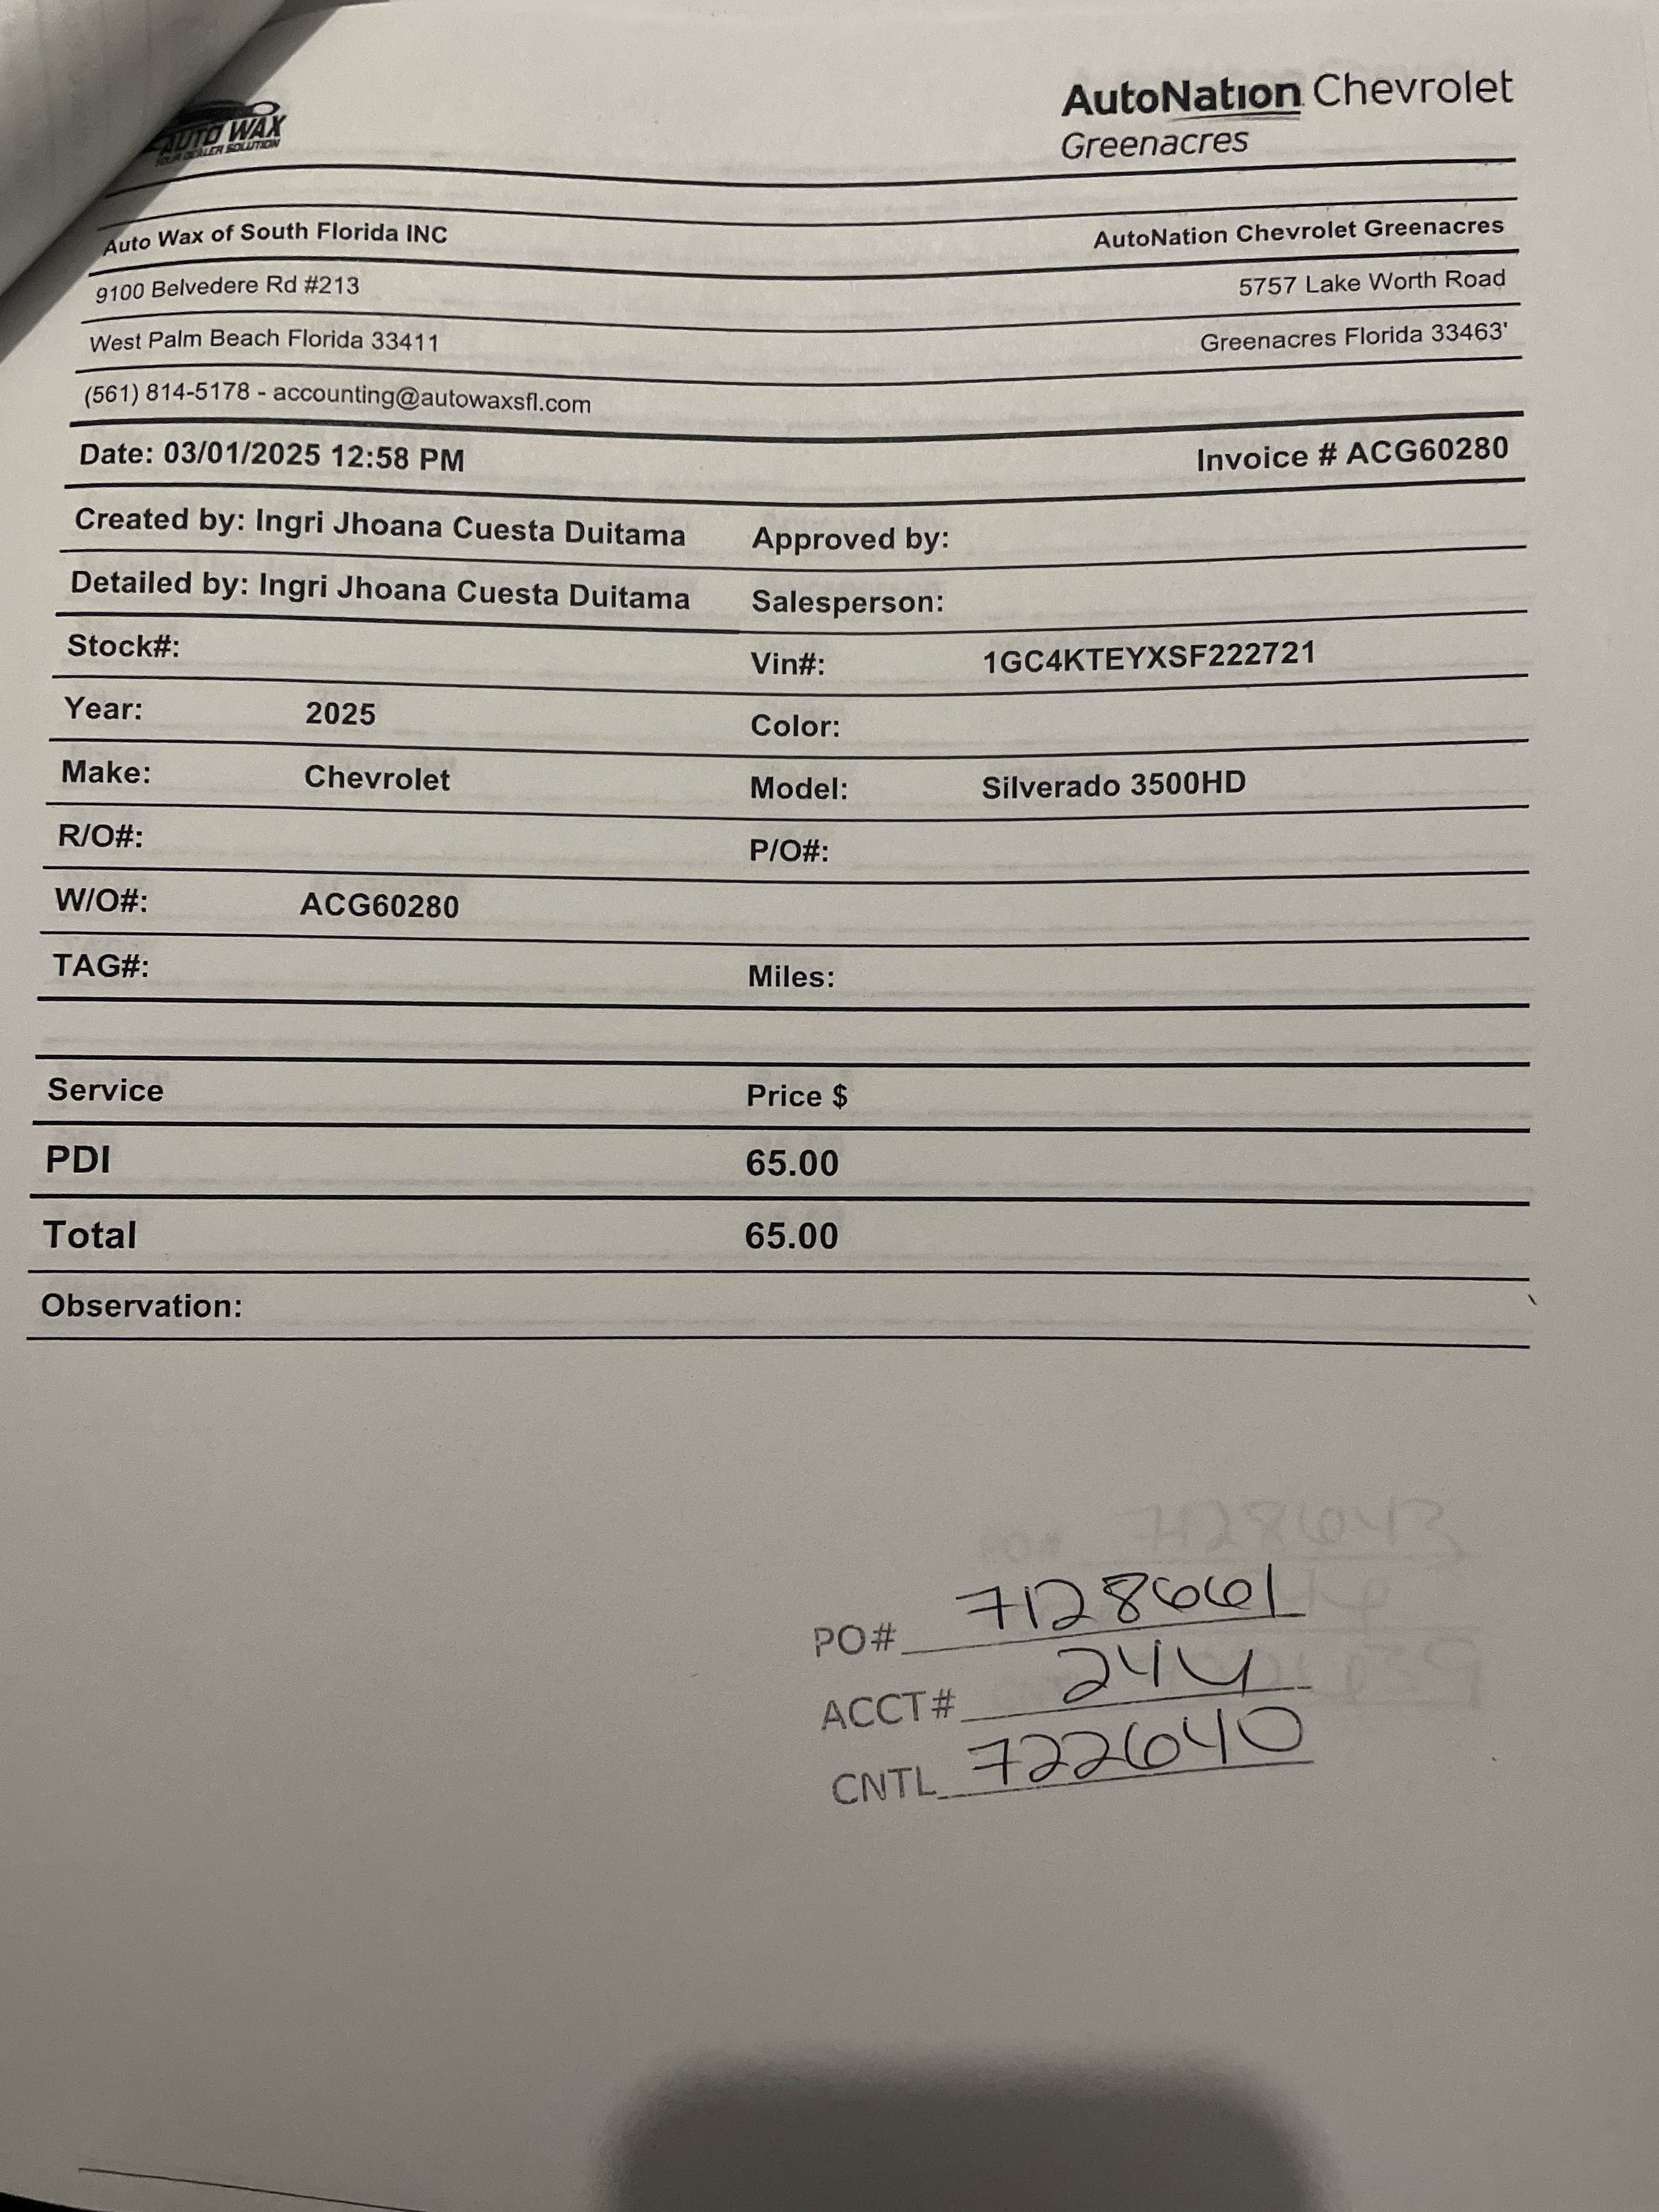 AUTO WAX
YOUR DEALER SOLUTION
AutoNation Chevrolet
Greenacres
Auto Wax of South Florida INC
AutoNation Chevrolet Greenacres
9100 Belvedere Rd #213
5757 Lake Worth Road
West Palm Beach Florida 33411
Greenacres Florida 33463'
(561) 814-5178 - accounting@autowaxsfl.com
Date: 03/01/2025 12:58 PM
Invoice # ACG60280
Created by: Ingri Jhoana Cuesta Duitama
Approved by:
Detailed by: Ingri Jhoana Cuesta Duitama
Salesperson:
Stock#:
Vin#: 1GC4KTEYXSF222721
Year: 2025
Color:
Make: Chevrolet
Model: Silverado 3500HD
R/O#:
P/O#:
W/O#: ACG60280
TAG#:
Miles:
Service Price $
PDI 65.00
Total 65.00
Observation:
PO# 7128661
ACCT# 244
CNTL 722640